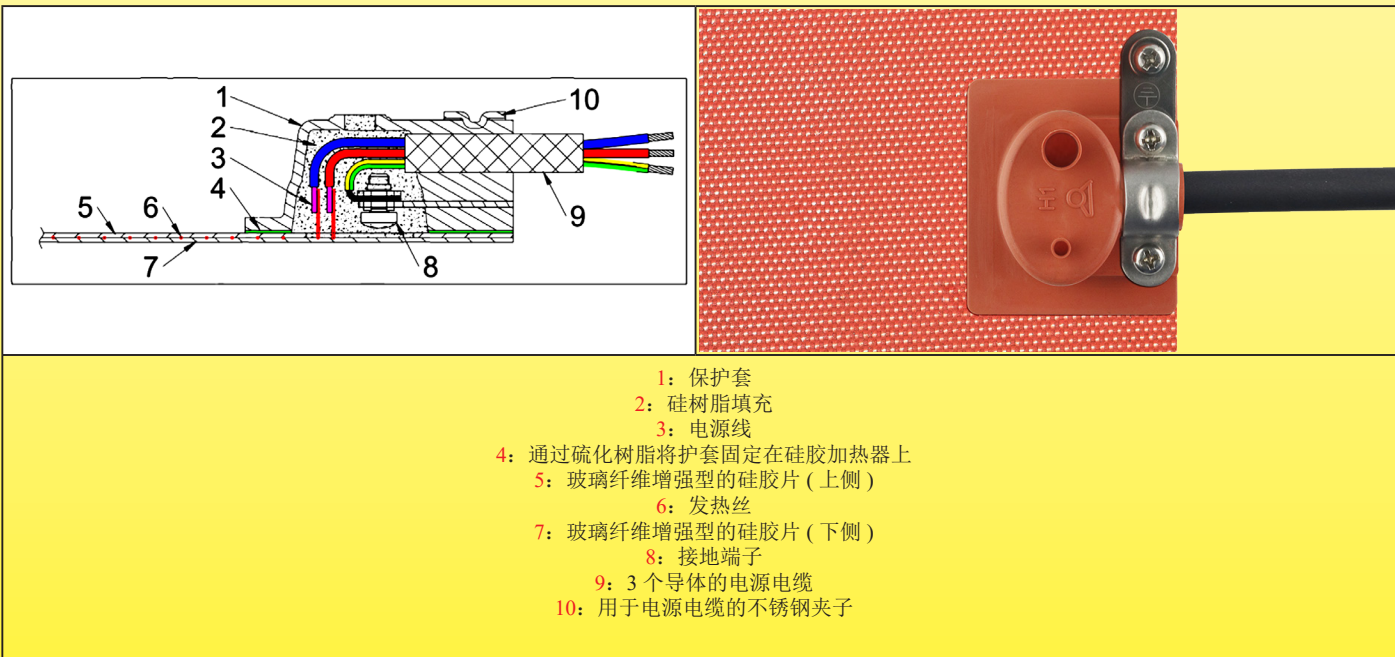 1
2
3
4
5
6
7
8
9
10
H1
1：保护套
2：硅树脂填充
3：电源线
4：通过硫化树脂将护套固定在硅胶加热器上
5：玻璃纤维增强型的硅胶片 ( 上侧 )
6：发热丝
7：玻璃纤维增强型的硅胶片 ( 下侧 )
8：接地端子
9：3 个导体的电源电缆
10：用于电源电缆的不锈钢夹子